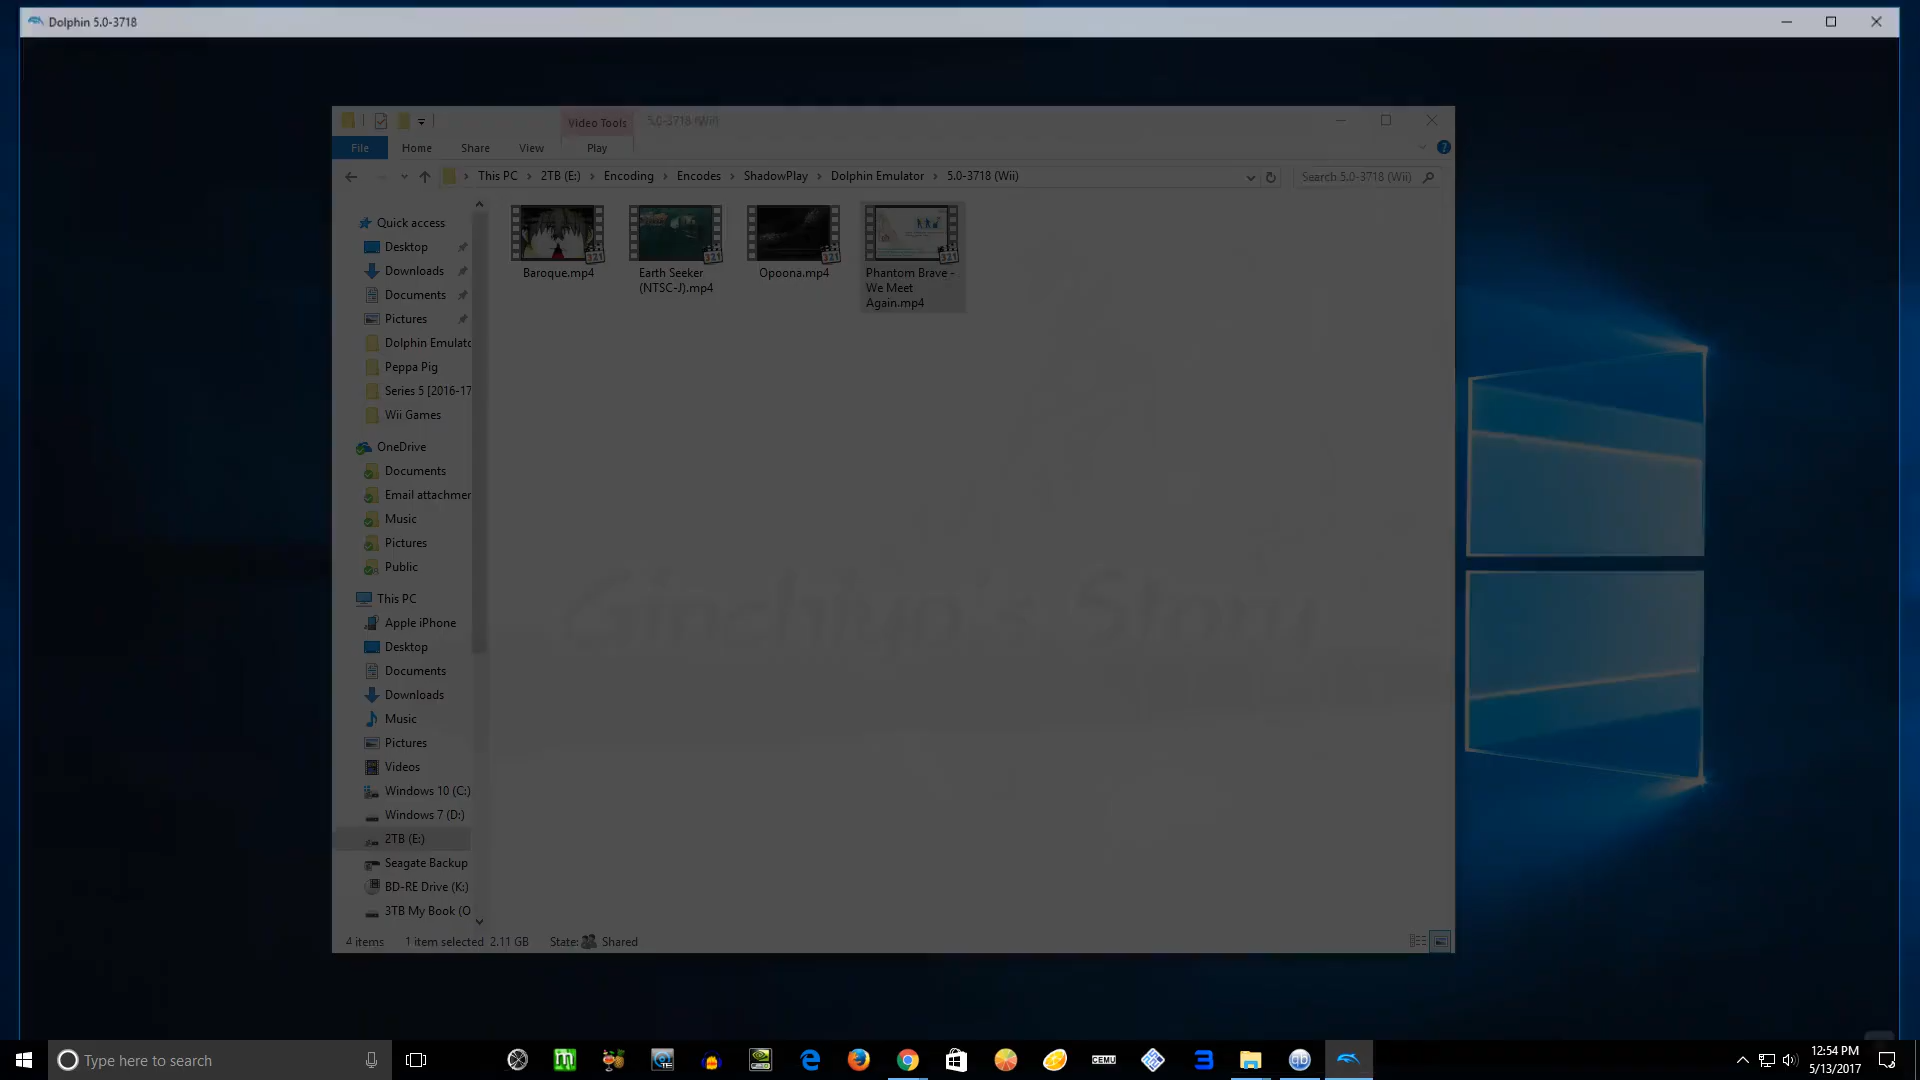 Dolphin 5.0-3718
Video Tools
5.0-3718 (Wii)
File
Home
Share
View
Play
This PC
2TB (E:)
Encoding
Encodes
ShadowPlay
Dolphin Emulator
5.0-3718 (Wii)
Search 5.0-3718 (Wii)
Quick access
Desktop
Downloads
Documents
Pictures
Dolphin Emulato
Peppa Pig
Series 5 [2016-17
Wii Games
OneDrive
Documents
Email attachmen
Music
Pictures
Public
This PC
Apple iPhone
Desktop
Documents
Downloads
Music
Pictures
Videos
Windows 10 (C:)
Windows 7 (D:)
2TB (E:)
Seagate Backup
BD-RE Drive (K:)
3TB My Book (O
Baroque.mp4
Earth Seeker
(NTSC-J).mp4
Opoona.mp4
Phantom Brave -
We Meet
Again.mp4
Ginchiyo's Story
4 items
1 item selected 2.11 GB
State:
Shared
Type here to search
CEMU
12:54 PM
5/13/2017